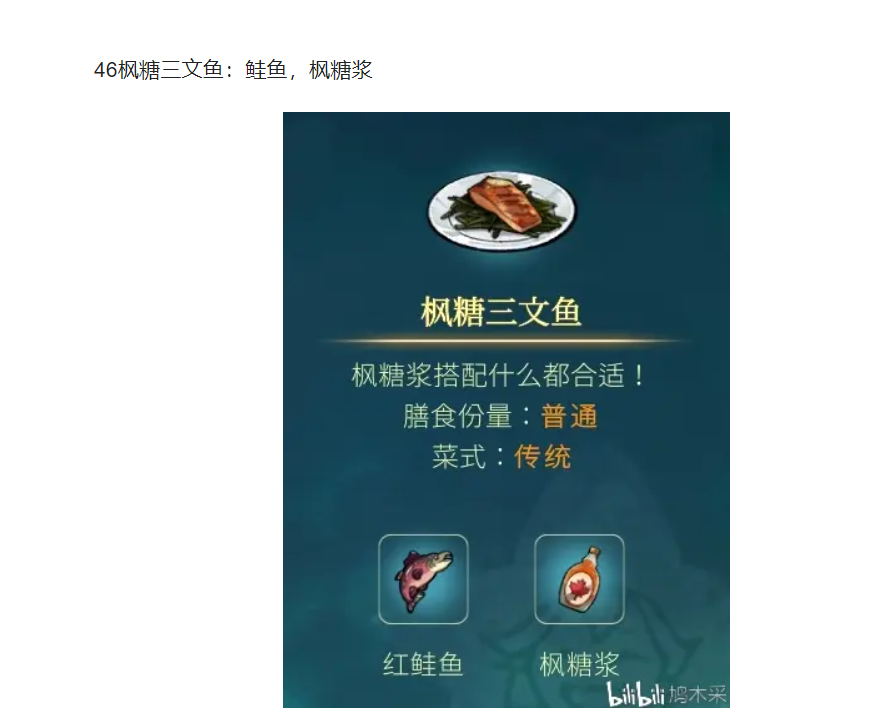 46枫糖三文鱼：鲑鱼，枫糖浆
枫糖三文鱼
枫糖浆搭配什么都合适！
膳食份量：普通
菜式：传统
红鲑鱼 枫糖浆
bilibili 鸠木采